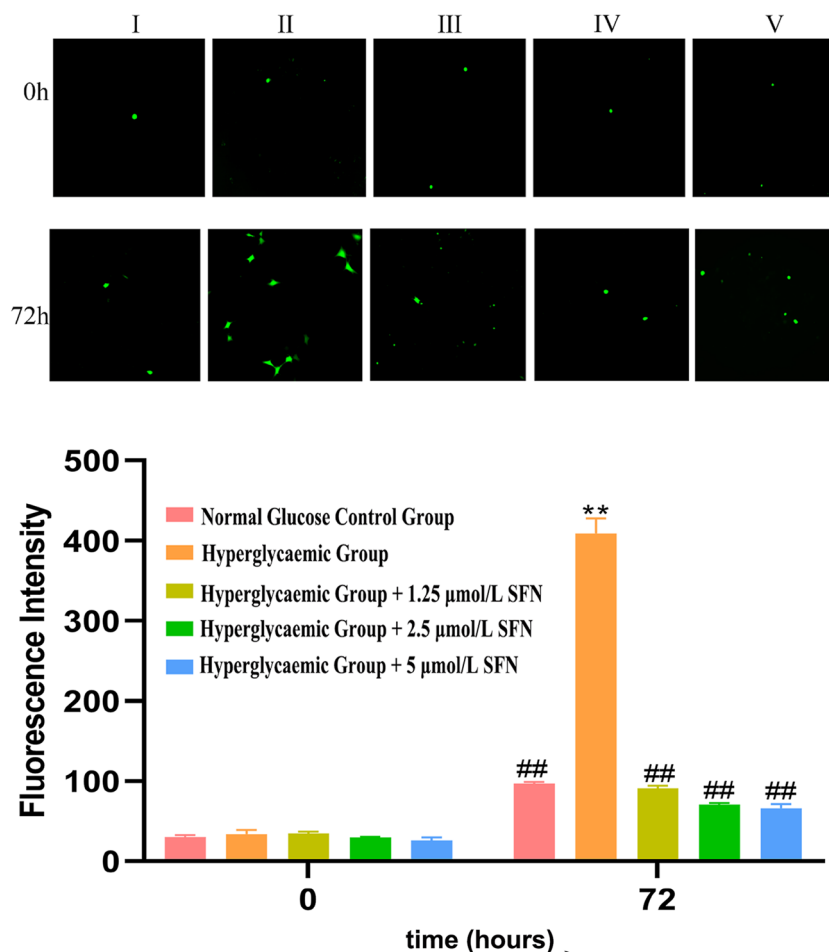 I II III IV V
0h
72h
500
400
300
200
100
0
Fluorescence Intensity
Normal Glucose Control Group
Hyperglycaemic Group
Hyperglycaemic Group + 1.25 μmol/L SFN
Hyperglycaemic Group + 2.5 μmol/L SFN
Hyperglycaemic Group + 5 μmol/L SFN
**
## ## ## ##
0 72
time (hours)